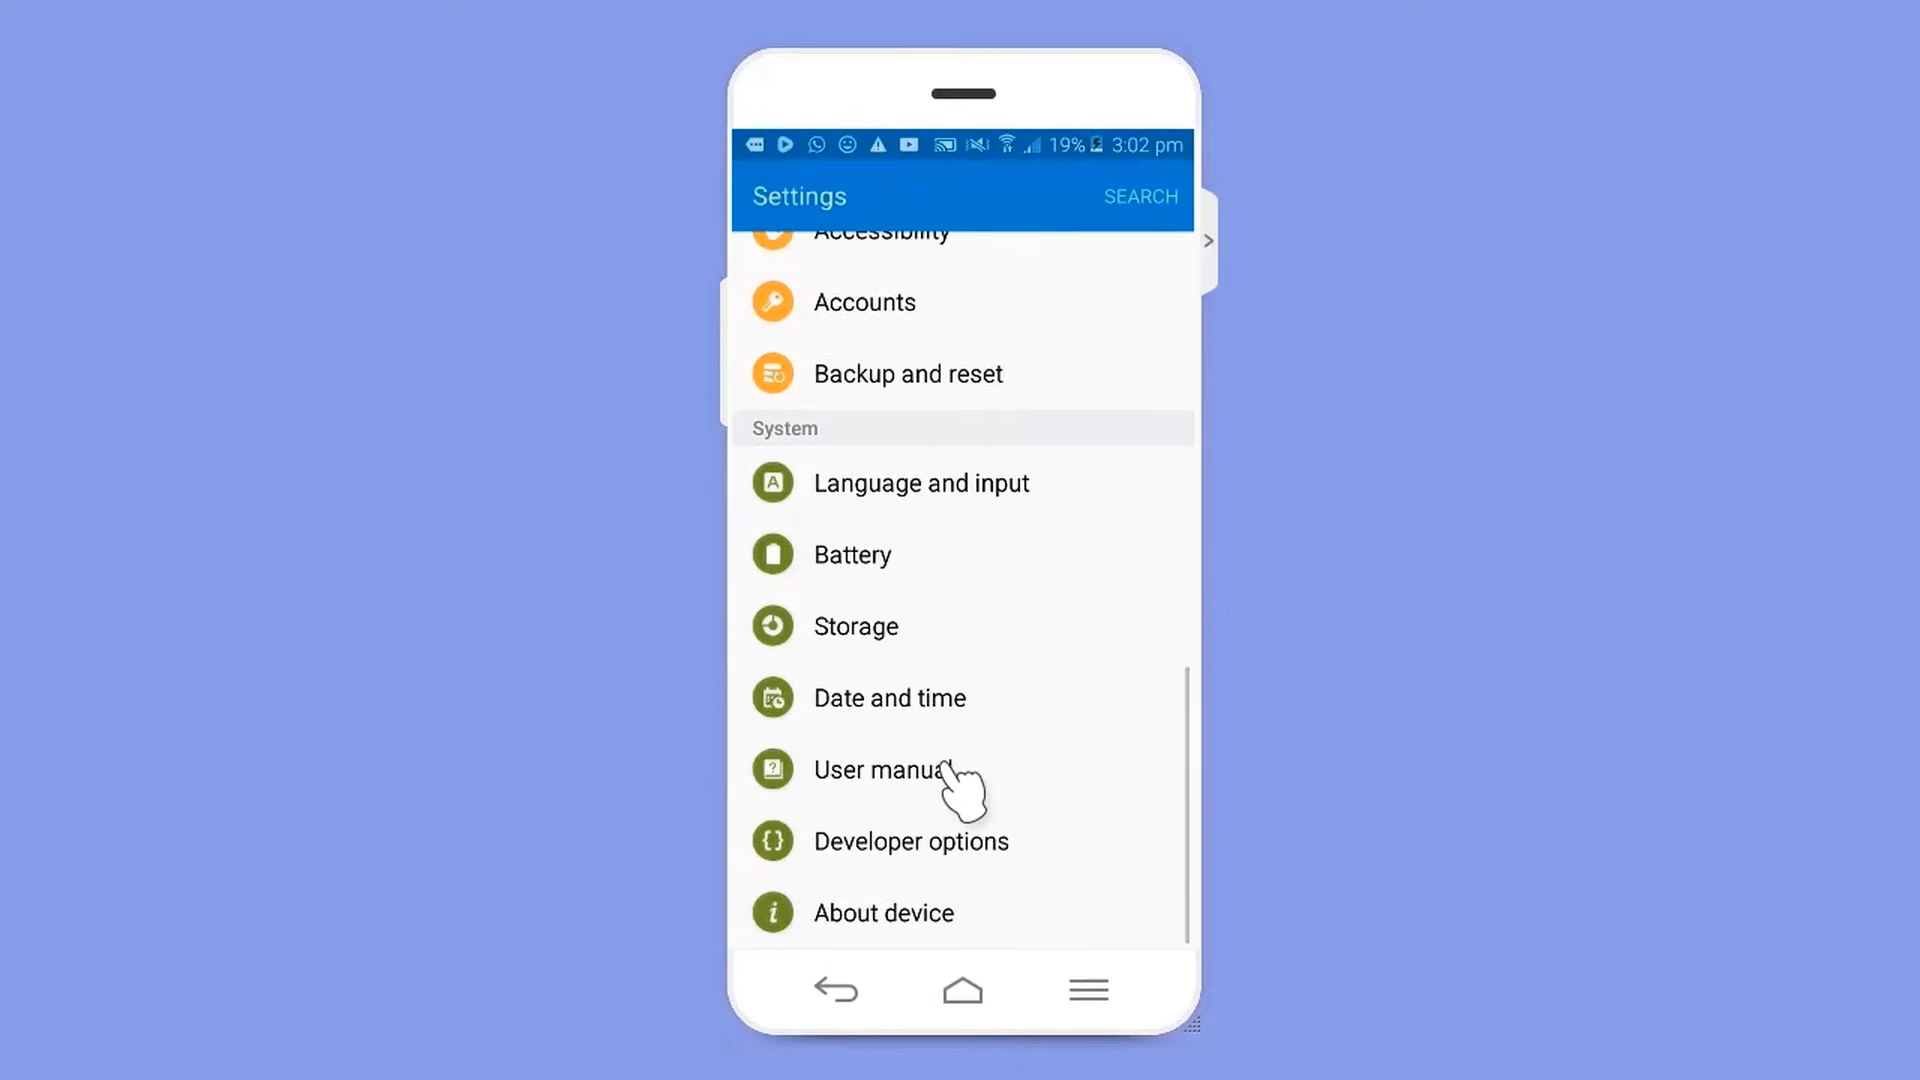 19% 3:02 pm
Settings SEARCH
Accessibility
Accounts
Backup and reset
System
Language and input
Battery
Storage
Date and time
User manual
Developer options
About device